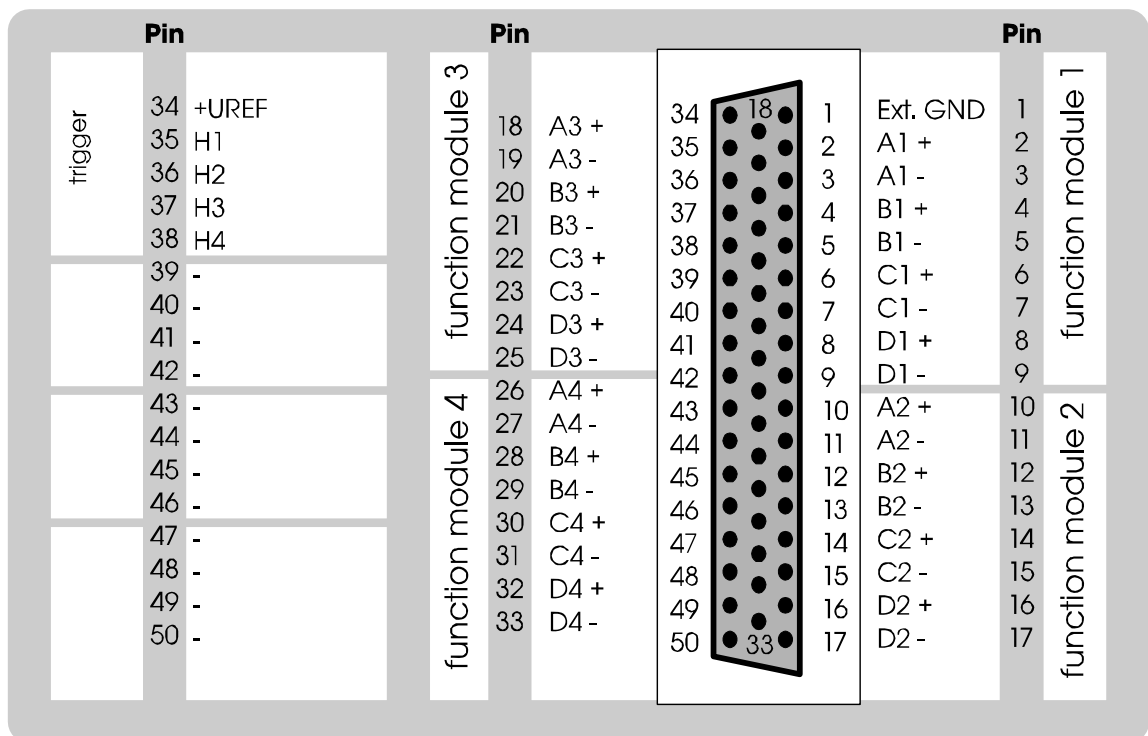 Pin Pin Pin
trigger
34 +UREF
35 H1
36 H2
37 H3
38 H4
39 -
40 -
41 -
42 -
43 -
44 -
45 -
46 -
47 -
48 -
49 -
50 -
function module 3
18 A3 +
19 A3 -
20 B3 +
21 B3 -
22 C3 +
23 C3 -
24 D3 +
25 D3 -
function module 4
26 A4 +
27 A4 -
28 B4 +
29 B4 -
30 C4 +
31 C4 -
32 D4 +
33 D4 -
34
35
36
37
38
39
40
41
42
43
44
45
46
47
48
49
50
18
33
1 Ext. GND 1
2 A1 + 2
3 A1 - 3
4 B1 + 4
5 B1 - 5
6 C1 + 6
7 C1 - 7
8 D1 + 8
9 D1 - 9
function module 1
10 A2 + 10
11 A2 - 11
12 B2 + 12
13 B2 - 13
14 C2 + 14
15 C2 - 15
16 D2 + 16
17 D2 - 17
function module 2